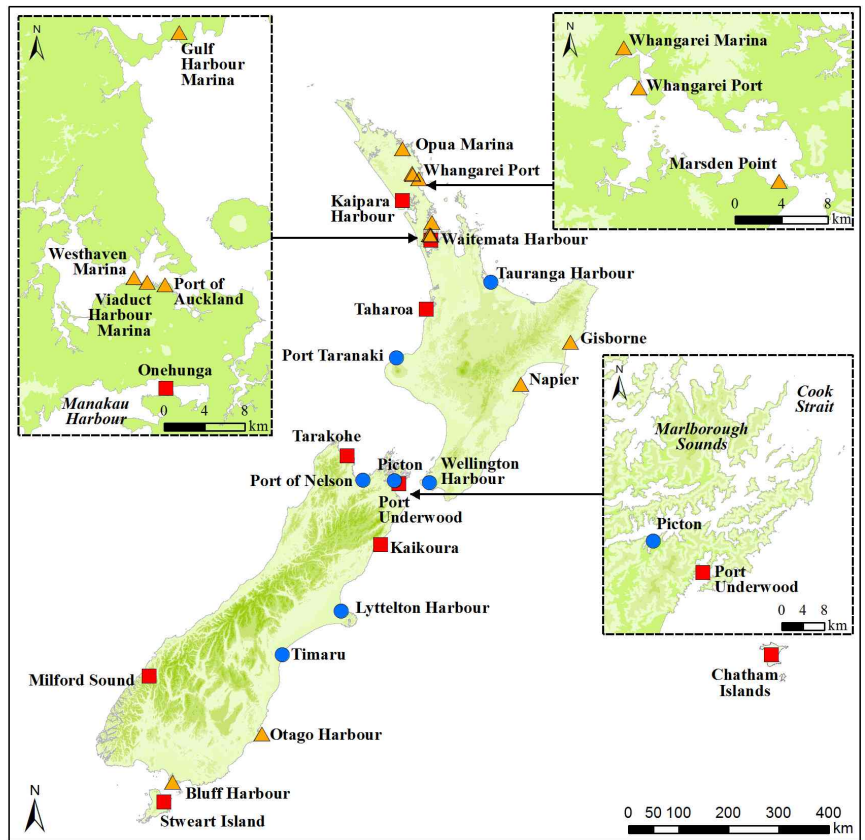 N
Gulf
Harbour
Marina
Westhaven
Marina
Viaduct
Harbour
Marina
Port of
Auckland
Onehunga
Manakau
Harbour
0 4 8
km
N
Whangarei Marina
Whangarei Port
Marsden Point
0 4 8
km
Opua Marina
Whangarei Port
Kaipara
Harbour
Waitemata Harbour
Tauranga Harbour
Taharoa
Gisborne
Port Taranaki
Napier
Tarakohe
Picton
Port of Nelson
Wellington
Harbour
Port
Underwood
Kaikoura
Lyttelton Harbour
Timaru
Milford Sound
Otago Harbour
Bluff Harbour
Stweart Island
N
Cook
Strait
Marlborough
Sounds
Picton
Port
Underwood
0 4 8
km
Chatham
Islands
N
0 50 100 200 300 400
km